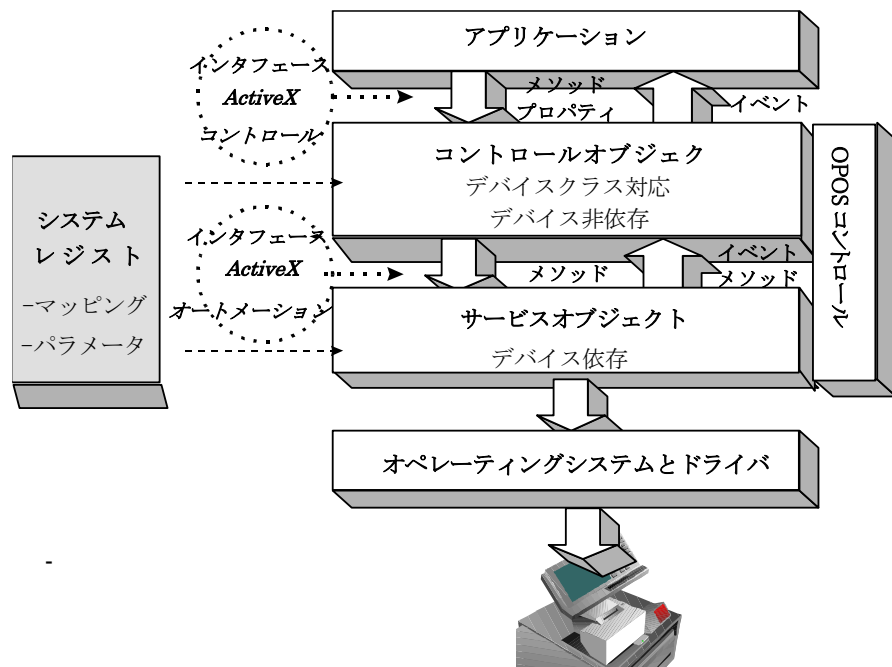 アプリケーション
インタフェース
ActiveX
コントロール
メソッド
プロパティ
イベント
コントロールオブジェク
デバイスクラス対応
デバイス非依存
OPOSコントロール
システム
レジスト
-マッピング
-パラメータ
インタフェース
ActiveX
オートメーション
メソッド
イベント
メソッド
サービスオブジェクト
デバイス依存
オペレーティングシステムとドライバ
-